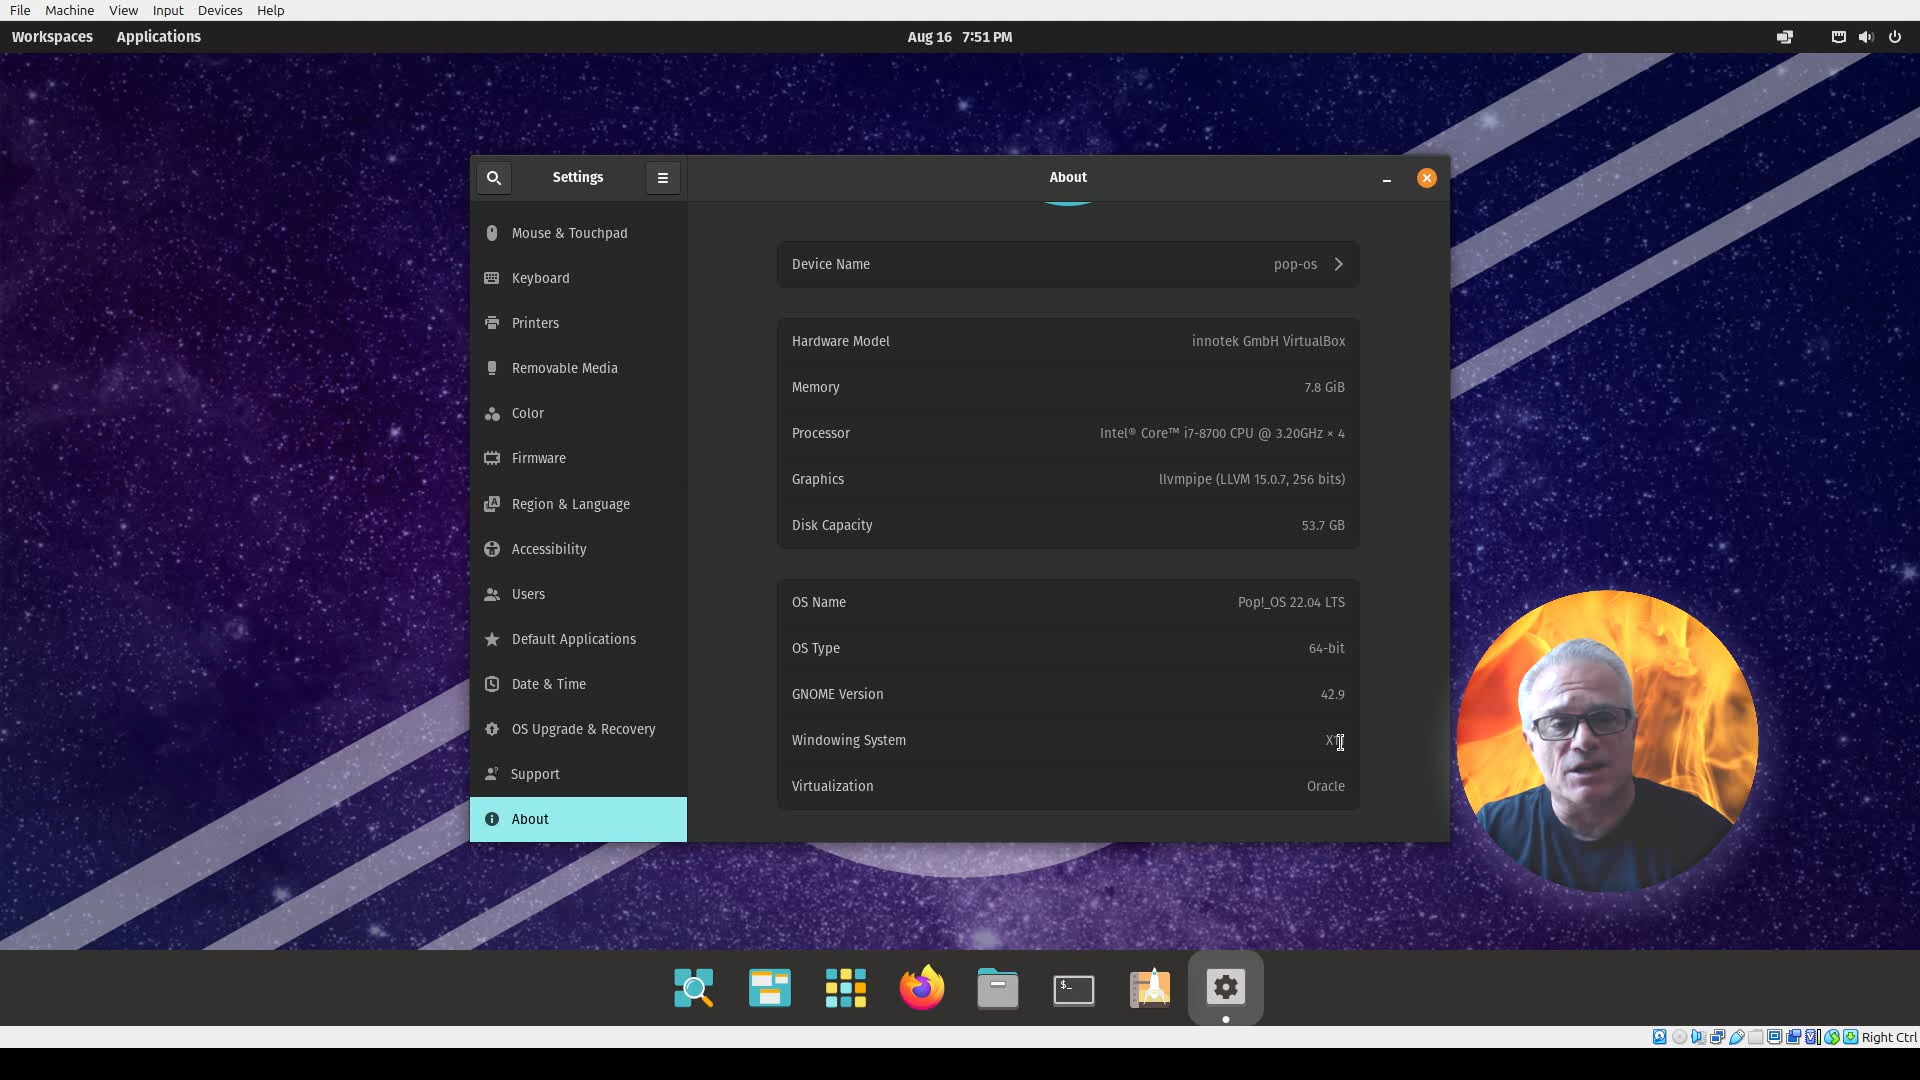 File Machine View Input Devices Help
Workspaces Applications Aug 16 7:51 PM
Settings About
Mouse & Touchpad
Keyboard
Printers
Removable Media
Color
Firmware
Region & Language
Accessibility
Users
Default Applications
Date & Time
OS Upgrade & Recovery
Support
About
Device Name pop-os
Hardware Model innotek GmbH VirtualBox
Memory 7.8 GiB
Processor Intel® Core™ i7-8700 CPU @ 3.20GHz × 4
Graphics llvmpipe (LLVM 15.0.7, 256 bits)
Disk Capacity 53.7 GB
OS Name Pop!_OS 22.04 LTS
OS Type 64-bit
GNOME Version 42.9
Windowing System
Virtualization Oracle
$_
Right Ctrl